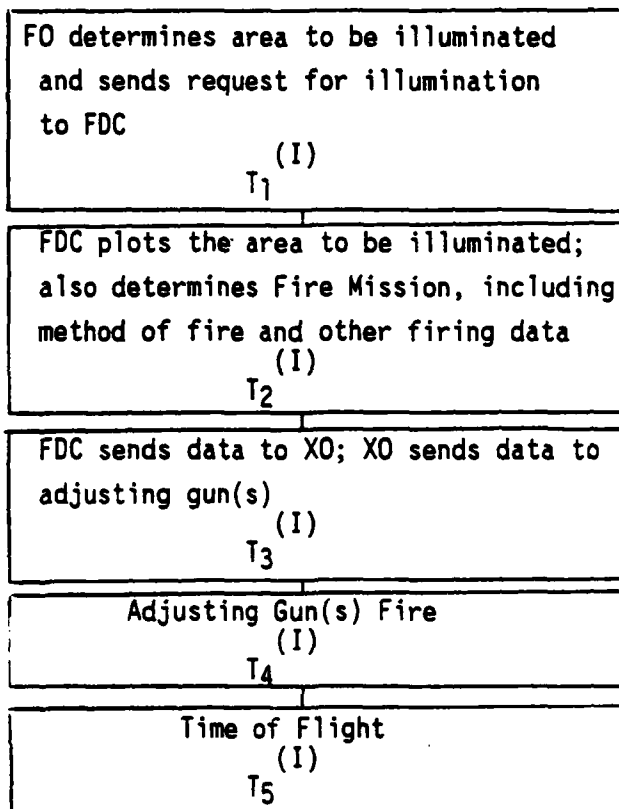 FO determines area to be illuminated
and sends request for illumination
to FDC
(I)
T1
FDC plots the area to be illuminated;
also determines Fire Mission, including
method of fire and other firing data
(I)
T2
FDC sends data to XO; XO sends data to
adjusting gun(s)
(I)
T3
Adjusting Gun(s) Fire
(I)
T4
Time of Flight
(I)
T5